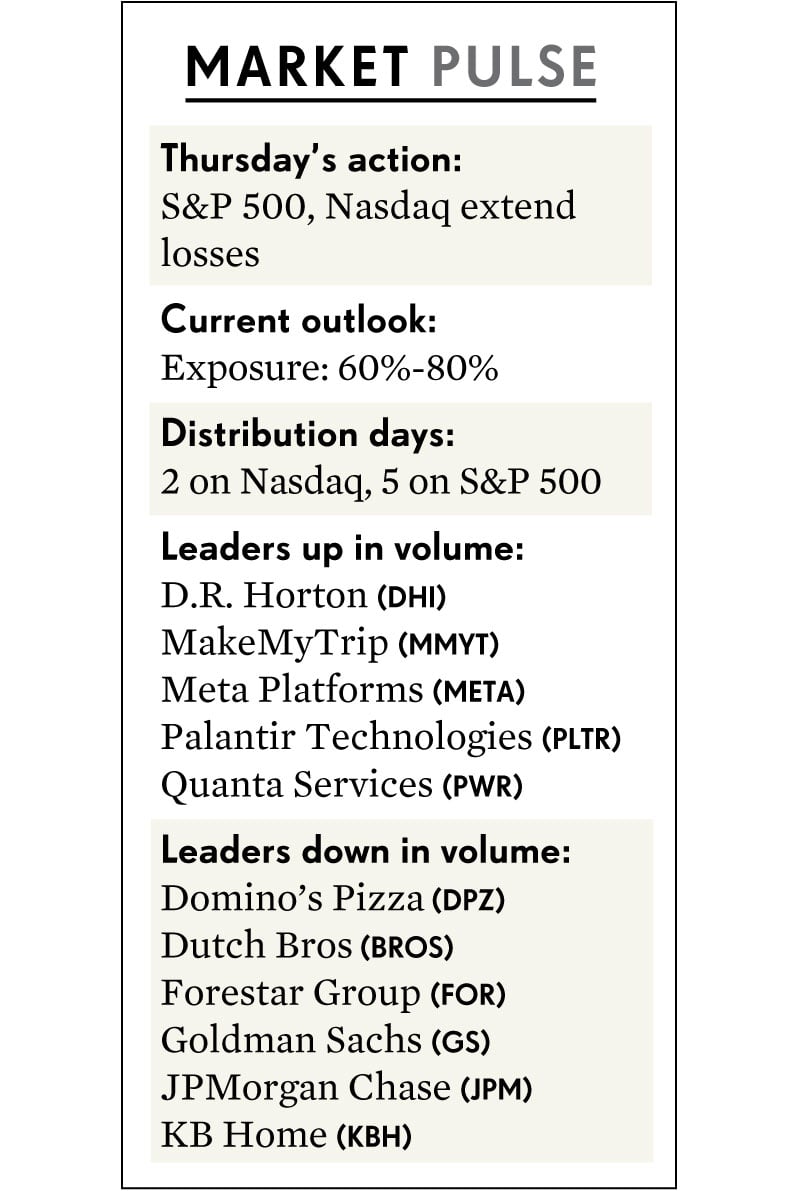 MARKET PULSE
Thursday’s action:
S&P 500, Nasdaq extend
losses
Current outlook:
Exposure: 60%-80%
Distribution days:
2 on Nasdaq, 5 on S&P 500
Leaders up in volume:
D.R. Horton (DHI)
MakeMyTrip (MMYT)
Meta Platforms (META)
Palantir Technologies (PLTR)
Quanta Services (PWR)
Leaders down in volume:
Domino’s Pizza (DPZ)
Dutch Bros (BROS)
Forestar Group (FOR)
Goldman Sachs (GS)
JPMorgan Chase (JPM)
KB Home (KBH)